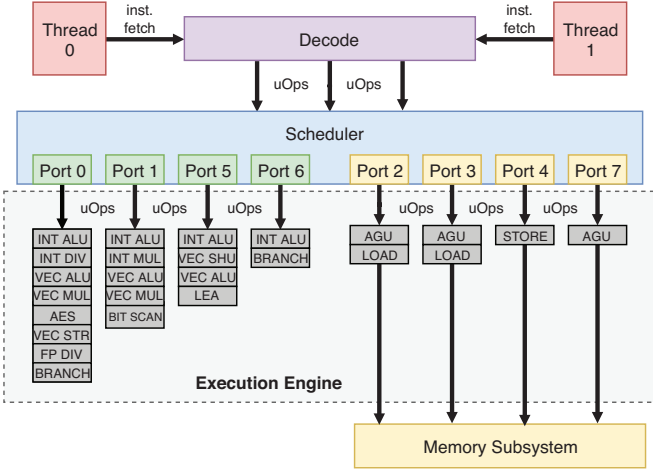 Thread
0
inst.
fetch
Decode
inst.
fetch
Thread
1
uOps
uOps
Scheduler
Port 0
Port 1
Port 5
Port 6
Port 2
Port 3
Port 4
Port 7
uOps
uOps
uOps
uOps
uOps
uOps
INT ALU
INT DIV
VEC ALU
VEC MUL
AES
VEC STR
FP DIV
BRANCH
INT ALU
INT MUL
VEC ALU
VEC MUL
BIT SCAN
INT ALU
VEC SHU
VEC ALU
LEA
INT ALU
BRANCH
AGU
LOAD
AGU
LOAD
STORE
AGU
Execution Engine
Memory Subsystem